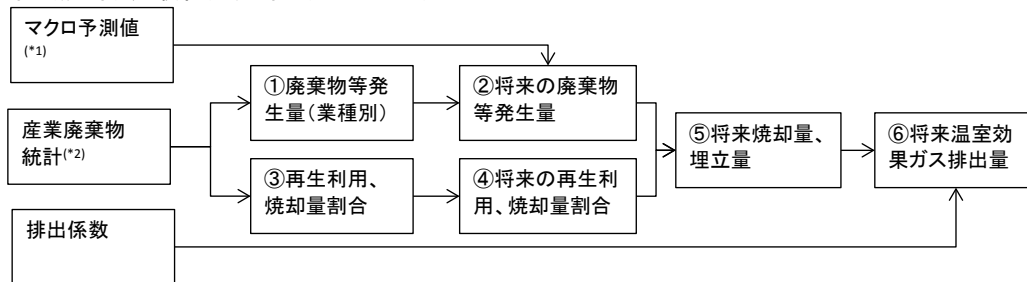 マクロ予測値
(*1)
産業廃棄物
統計(*2)
排出係数
①廃棄物等発
生量(業種別)
②将来の廃棄物
等発生量
③再生利用、
焼却量割合
④将来の再生利
用、焼却量割合
⑤将来焼却量、
埋立量
⑥将来温室効
果ガス排出量